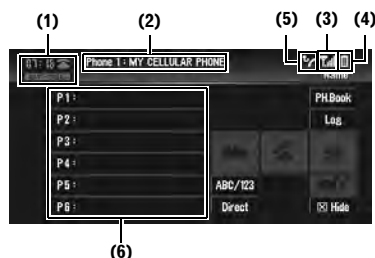 (1) (2) (5) (3) (4)
Phone 1: MY CELLULAR PHONE
Name
P1: PH.Book
P2: Log
P3:
P4:
P5: ABC/123
P6: Direct Hide
(6)